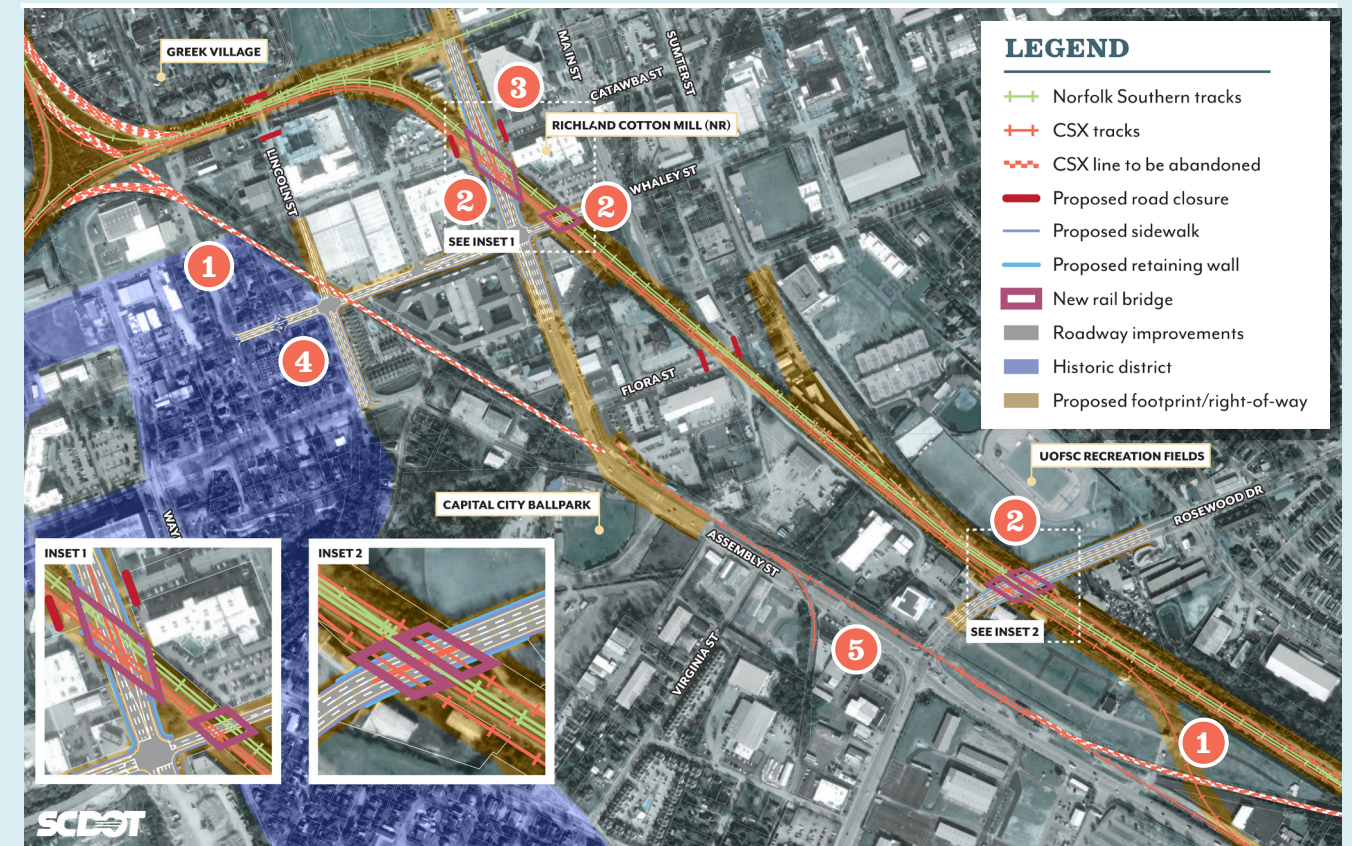 GREEK VILLAGE
MAIN ST
SUMTER ST
CATAWBA ST
3
RICHLAND COTTON MILL (NR)
LINCOLN ST
WHALEY ST
2
2
SEE INSET 1
1
4
FLORA ST
LEGEND
Norfolk Southern tracks
CSX tracks
CSX line to be abandoned
Proposed road closure
Proposed sidewalk
Proposed retaining wall
New rail bridge
Roadway improvements
Historic district
Proposed footprint/right-of-way
UOFSC RECREATION FIELDS
CAPITAL CITY BALLPARK
ROSEWOOD DR
2
ASSEMBLY ST
SEE INSET 2
VIRGINIA ST
5
1
INSET 1
INSET 2
SCDOT